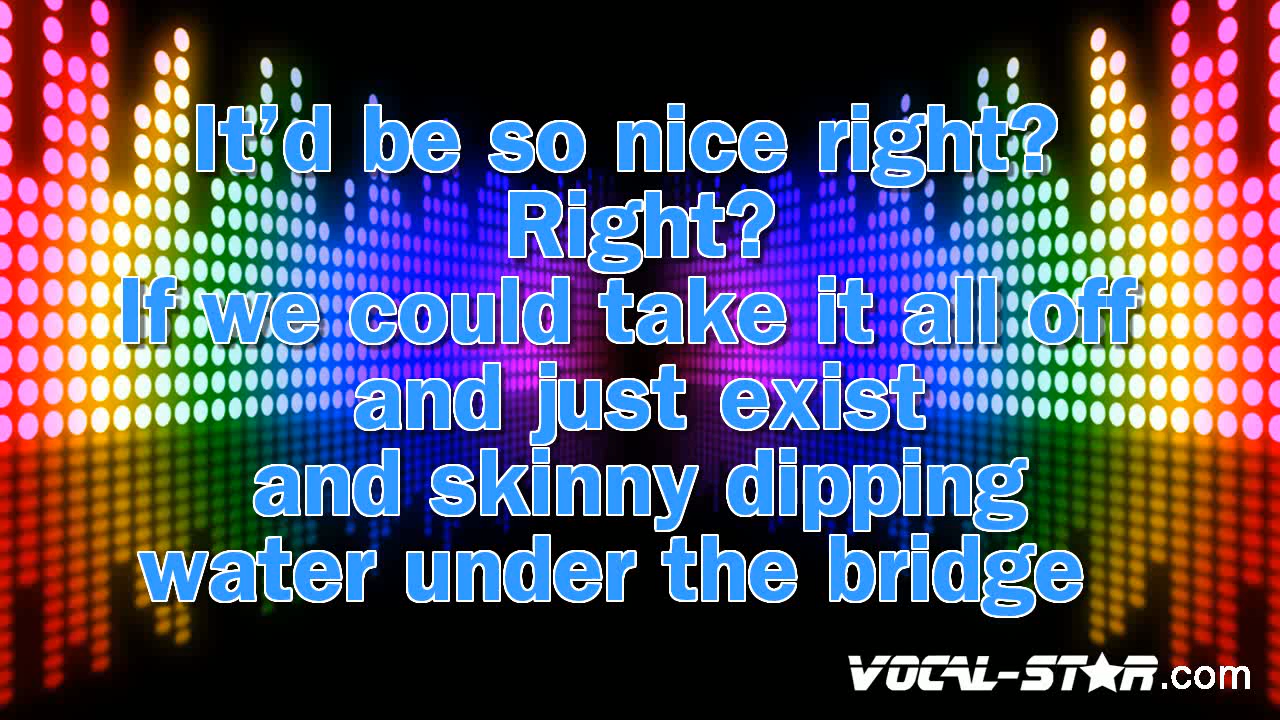 It’d be so nice right?
Right?
If we could take it all off
and just exist
and skinny dipping
water under the bridge
VOCAL-STAR.com